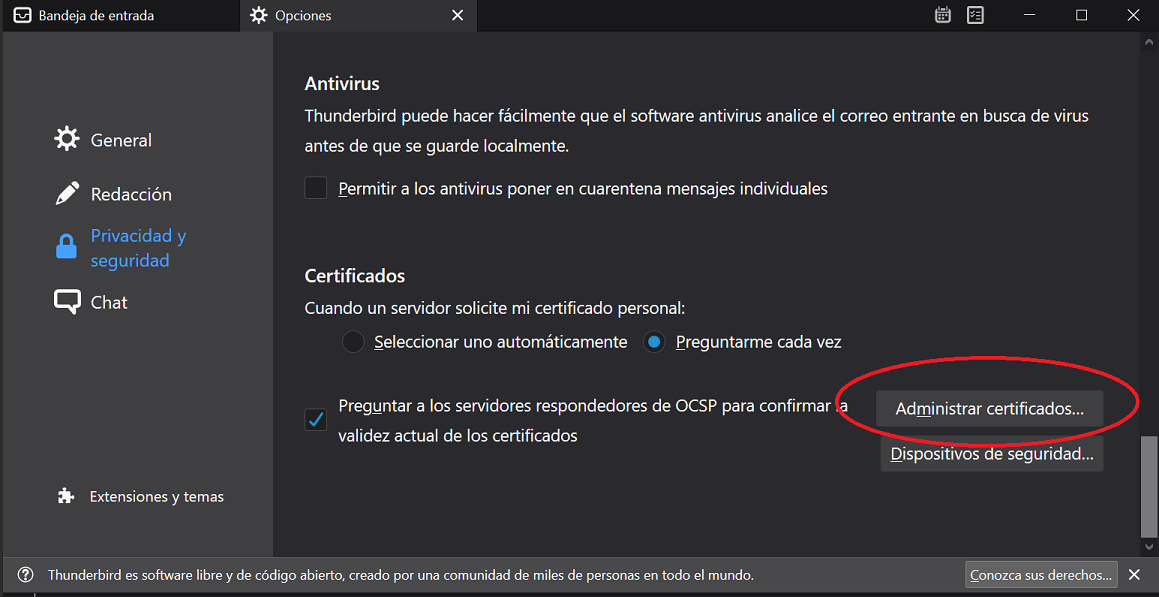 Bandeja de entrada
Opciones
General
Redacción
Privacidad y
seguridad
Chat
Extensiones y temas
Antivirus
Thunderbird puede hacer fácilmente que el software antivirus analice el correo entrante en busca de virus
antes de que se guarde localmente.
Permitir a los antivirus poner en cuarentena mensajes individuales
Certificados
Cuando un servidor solicite mi certificado personal:
Seleccionar uno automáticamente
Preguntarme cada vez
Preguntar a los servidores respondedores de OCSP para confirmar la
validez actual de los certificados
Administrar certificados...
Dispositivos de seguridad...
Thunderbird es software libre y de código abierto, creado por una comunidad de miles de personas en todo el mundo.
Conozca sus derechos...